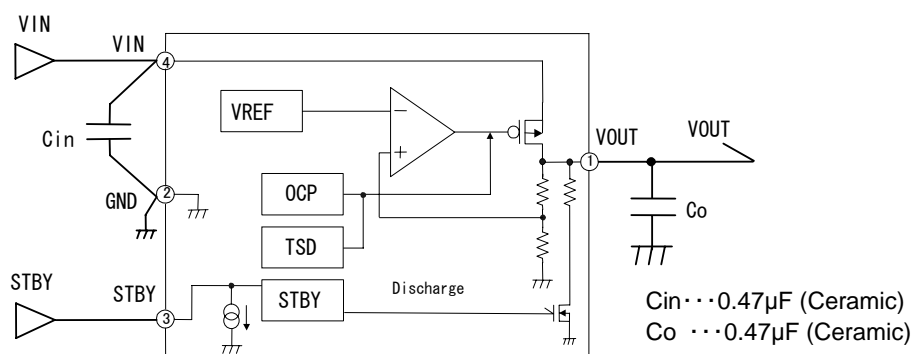 VIN
VIN
4
VREF
−
+
Cin
VOUT
VOUT
1
2
GND
OCP
Co
TSD
STBY
STBY
STBY
Discharge
3
Cin･･･0.47µF (Ceramic)
Co ･･･0.47µF (Ceramic)